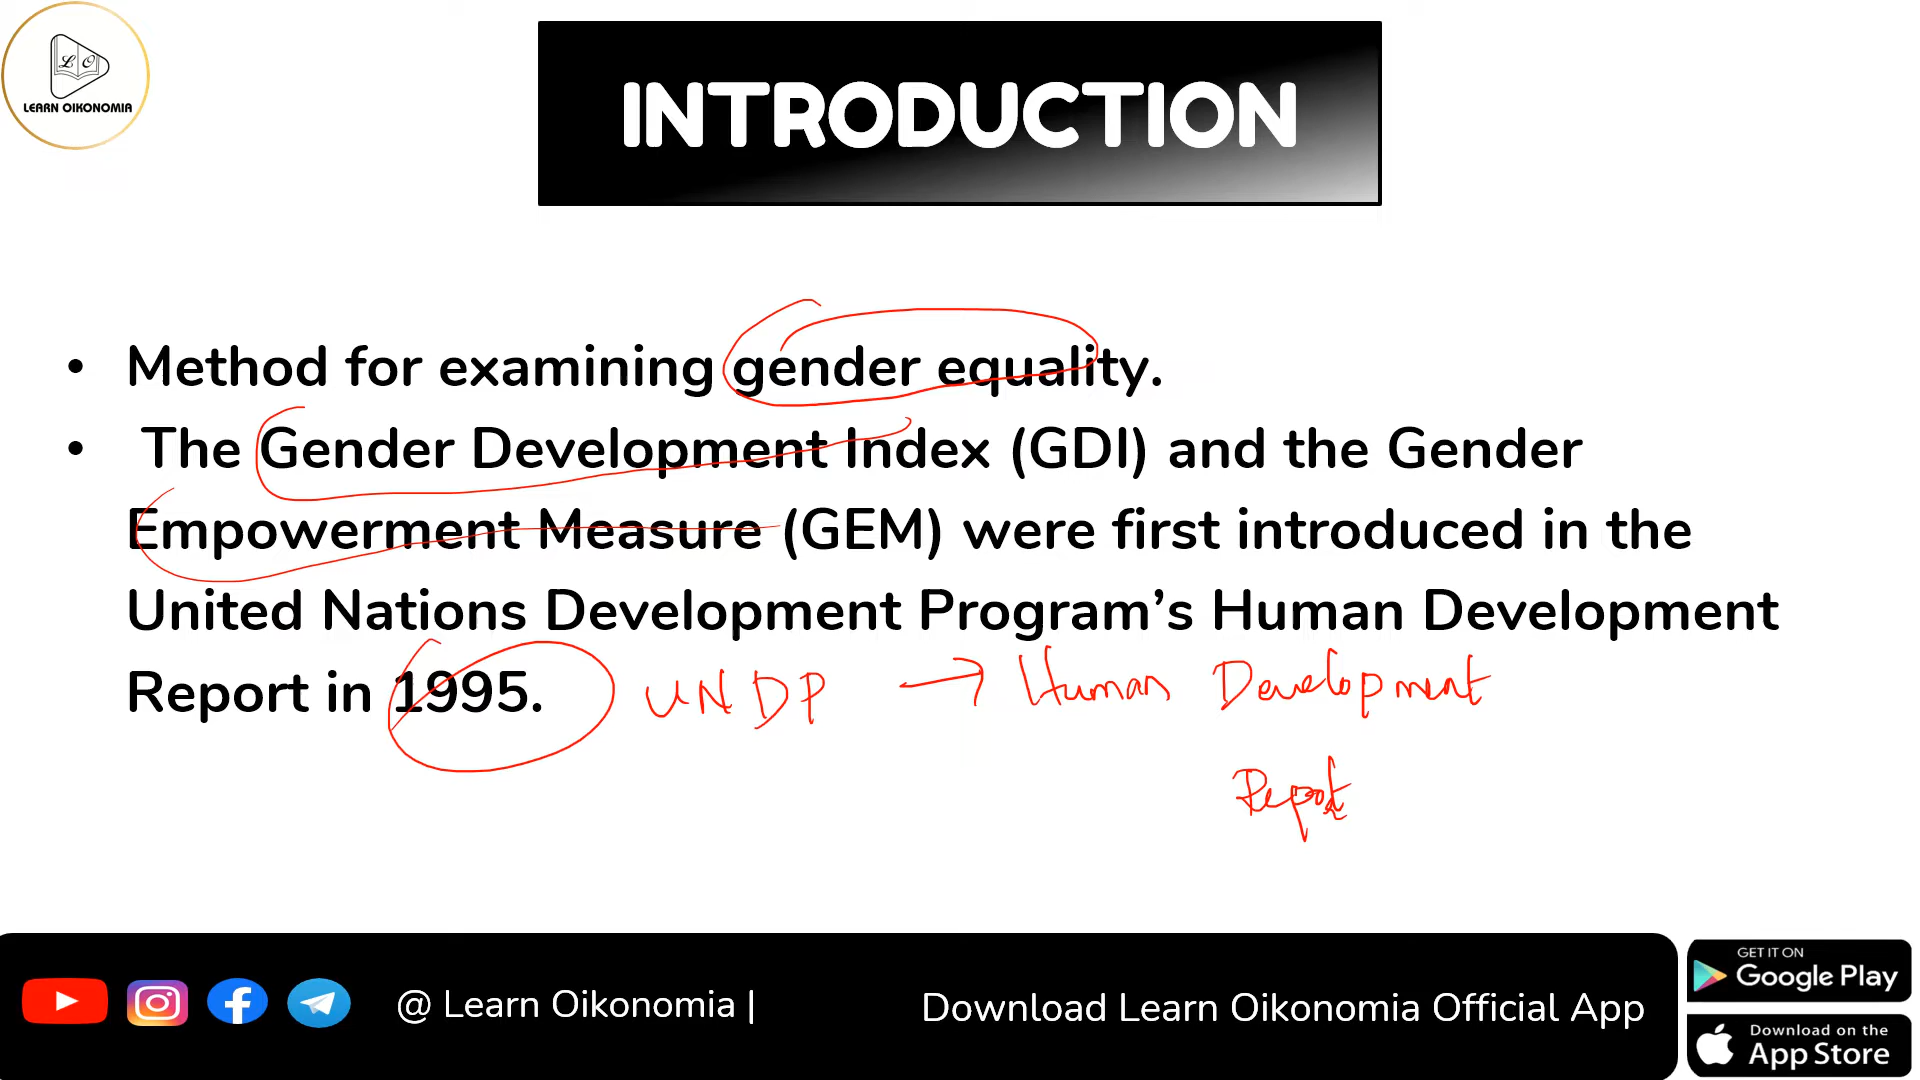 L O
LEARN OIKONOMIA
INTRODUCTION
• Method for examining gender equality.
• The Gender Development Index (GDI) and the Gender
Empowerment Measure (GEM) were first introduced in the
United Nations Development Program’s Human Development
Report in 1995. UNDP → Human Development
Report
@ Learn Oikonomia |
Download Learn Oikonomia Official App
GET IT ON
Google Play
Download on the
App Store